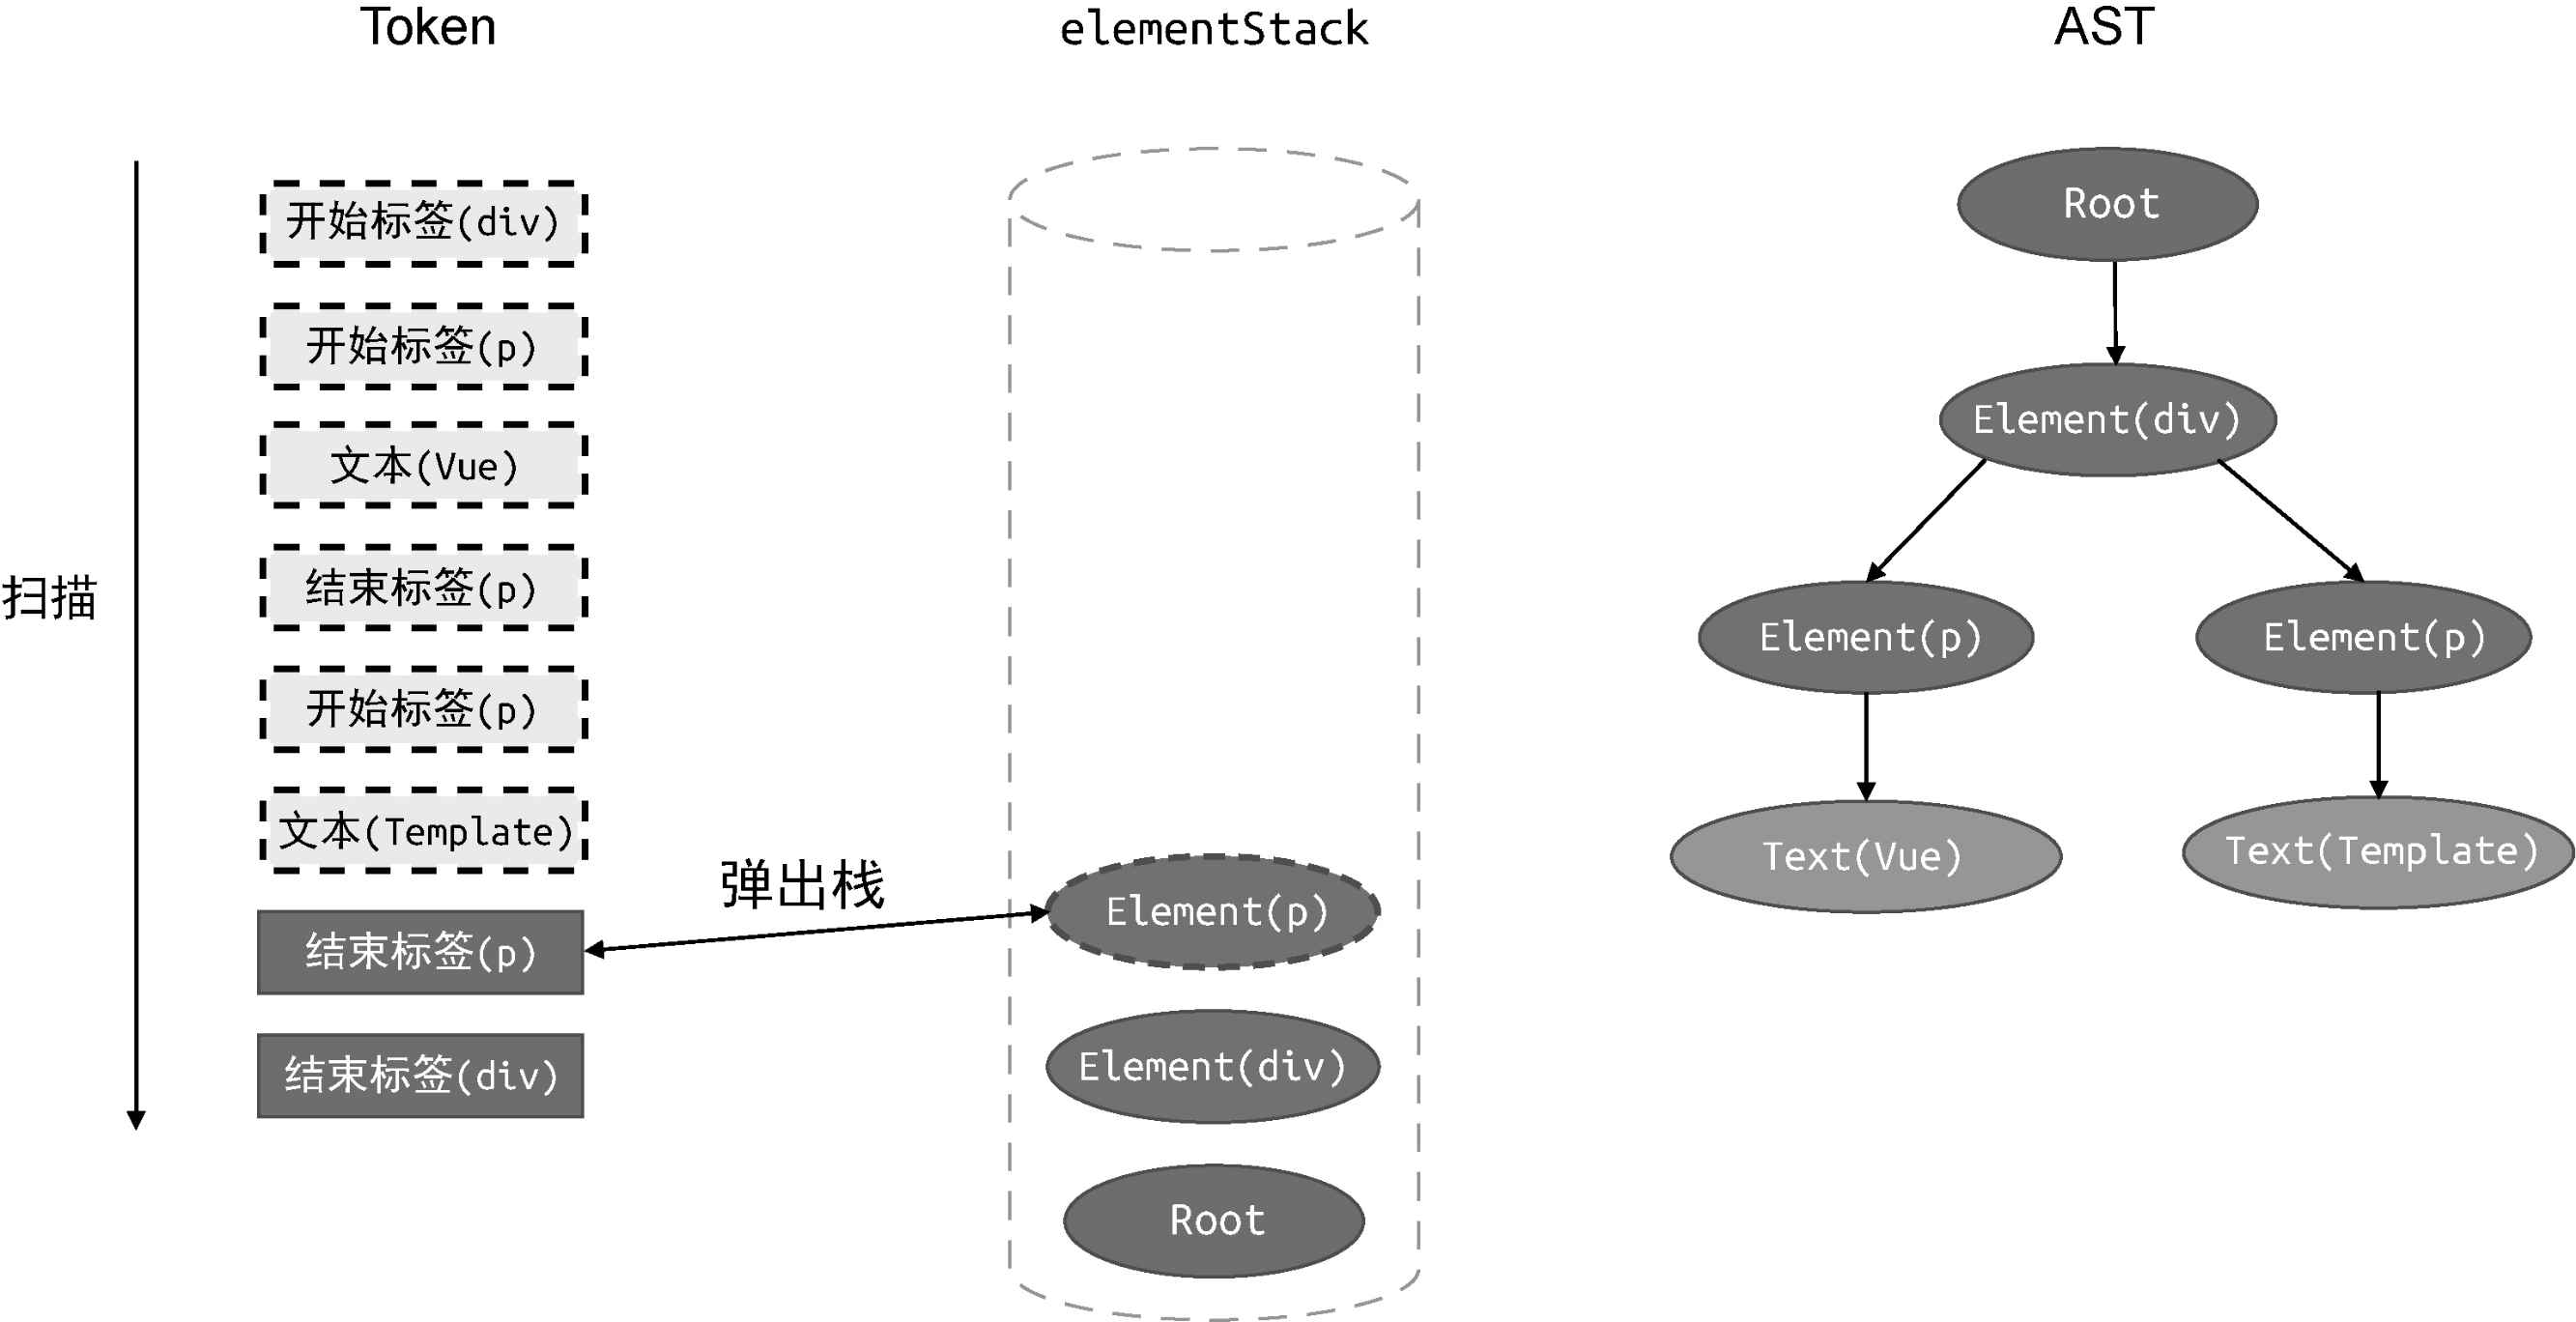 Token
elementStack
AST
扫描
开始标签(div)
开始标签(p)
文本(Vue)
结束标签(p)
开始标签(p)
文本(Template)
结束标签(p)
结束标签(div)
弹出栈
Element(p)
Element(div)
Root
Root
Element(div)
Element(p)
Element(p)
Text(Vue)
Text(Template)